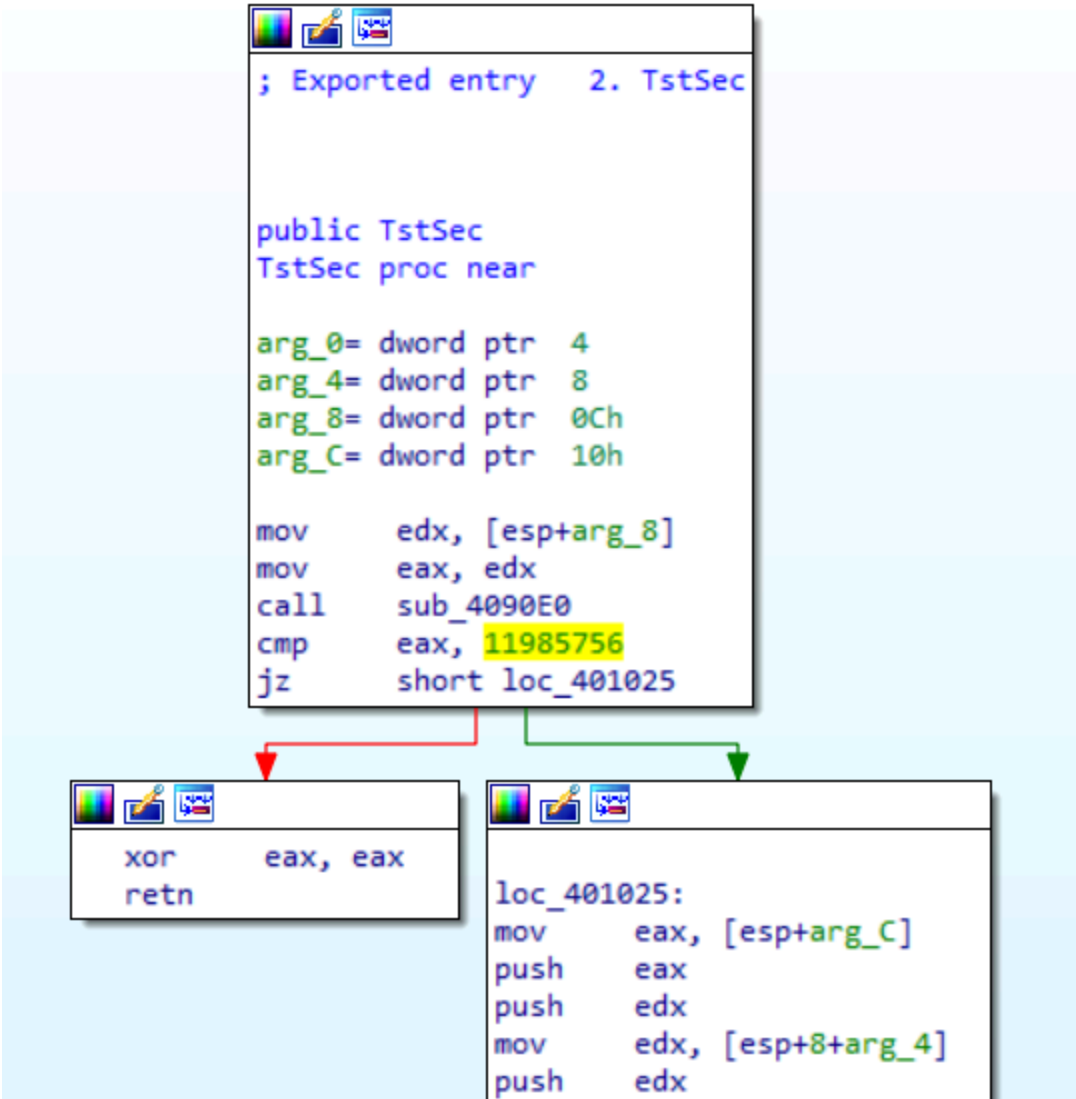 ; Exported entry   2. TstSec
public TstSec
TstSec proc near
arg_0= dword ptr  4
arg_4= dword ptr  8
arg_8= dword ptr  0Ch
arg_C= dword ptr  10h
mov     edx, [esp+arg_8]
mov     eax, edx
call    sub_4090E0
cmp     eax, 11985756
jz      short loc_401025
xor     eax, eax
retn
loc_401025:
mov     eax, [esp+arg_C]
push    eax
push    edx
mov     edx, [esp+8+arg_4]
push    edx